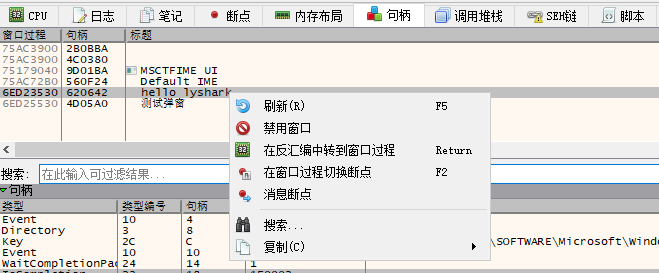 CPU 日志 笔记 断点 内存布局 句柄 调用堆栈 SEH链 脚本
窗口过程 句柄 标题
75AC3900 2B0BBA
75AC3900 4C0380
75179040 9D01BA MSCTFIME UI
75AC72B0 560F24 Default IME
6ED23530 620642 hello lyshark
6ED25530 4D05A0 测试弹窗
刷新(R) F5
禁用窗口
在反汇编中转到窗口过程 Return
在窗口过程切换断点 F2
消息断点
搜索...
复制(C)
搜索: 在此输入可过滤结果...
句柄
类型 类型编号 句柄
Event 10 4
Directory 3 8
Key 2C C \SOFTWARE\Microsoft\Window
Event 10 10
WaitCompletionPac 24 14 1